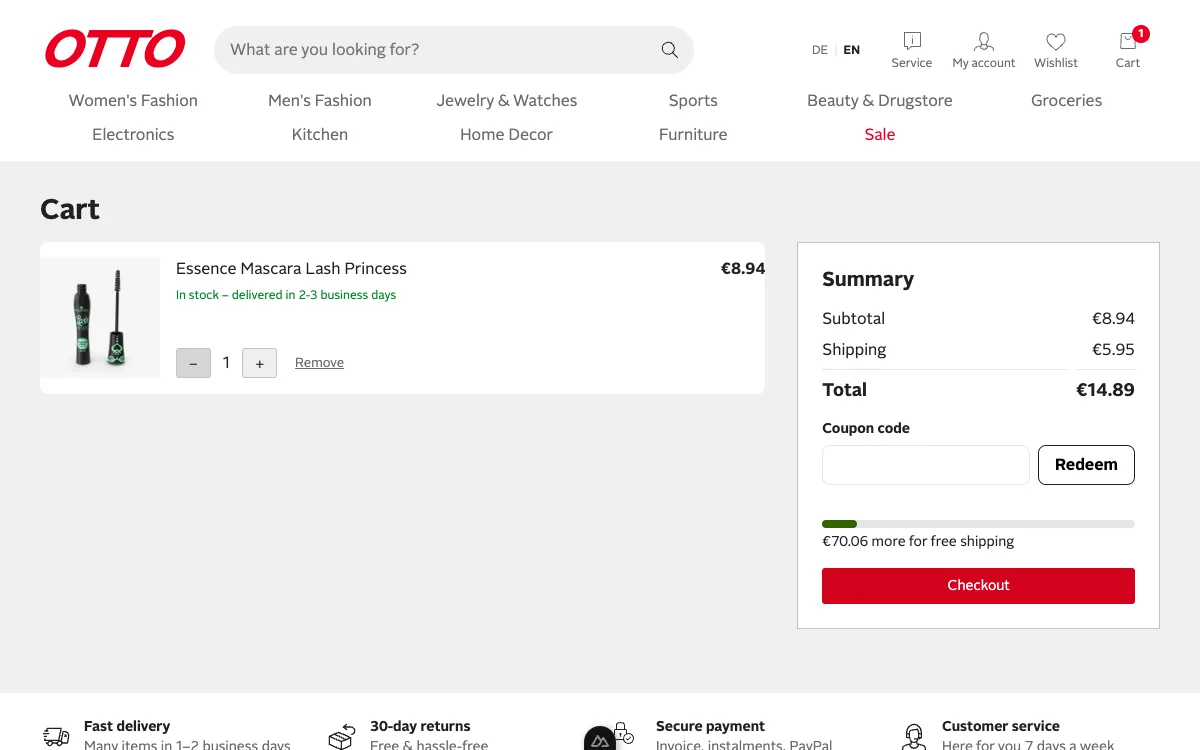 OTTO
What are you looking for?
DE | EN
Service
My account
Wishlist
1
Cart
Women's Fashion
Men's Fashion
Jewelry & Watches
Sports
Beauty & Drugstore
Groceries
Electronics
Kitchen
Home Decor
Furniture
Sale
Cart
Essence Mascara Lash Princess
€8.94
In stock – delivered in 2-3 business days
– 1 + Remove
Summary
Subtotal €8.94
Shipping €5.95
Total €14.89
Coupon code
Redeem
€70.06 more for free shipping
Checkout
Fast delivery
Many items in 1–2 business days
30-day returns
Free & hassle-free
Secure payment
Invoice, instalments, PayPal
Customer service
Here for you 7 days a week